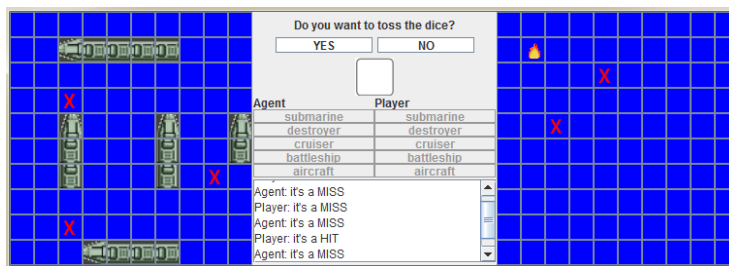 Do you want to toss the dice?
YES NO
Agent Player
submarine submarine
destroyer destroyer
cruiser cruiser
battleship battleship
aircraft aircraft
Agent: it's a MISS
Player: it's a MISS
Agent: it's a MISS
Player: it's a HIT
Agent: it's a MISS